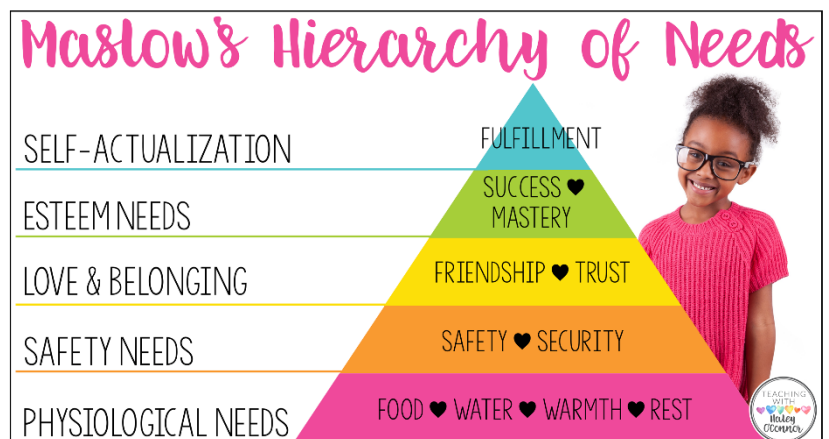 Maslow's Hierarchy of Needs
SELF-ACTUALIZATION
FULFILLMENT
ESTEEM NEEDS
SUCCESS ♥
MASTERY
LOVE & BELONGING
FRIENDSHIP ♥ TRUST
SAFETY NEEDS
SAFETY ♥ SECURITY
PHYSIOLOGICAL NEEDS
FOOD ♥ WATER ♥ WARMTH ♥ REST
TEACHING
WITH
Haley
O'Connor